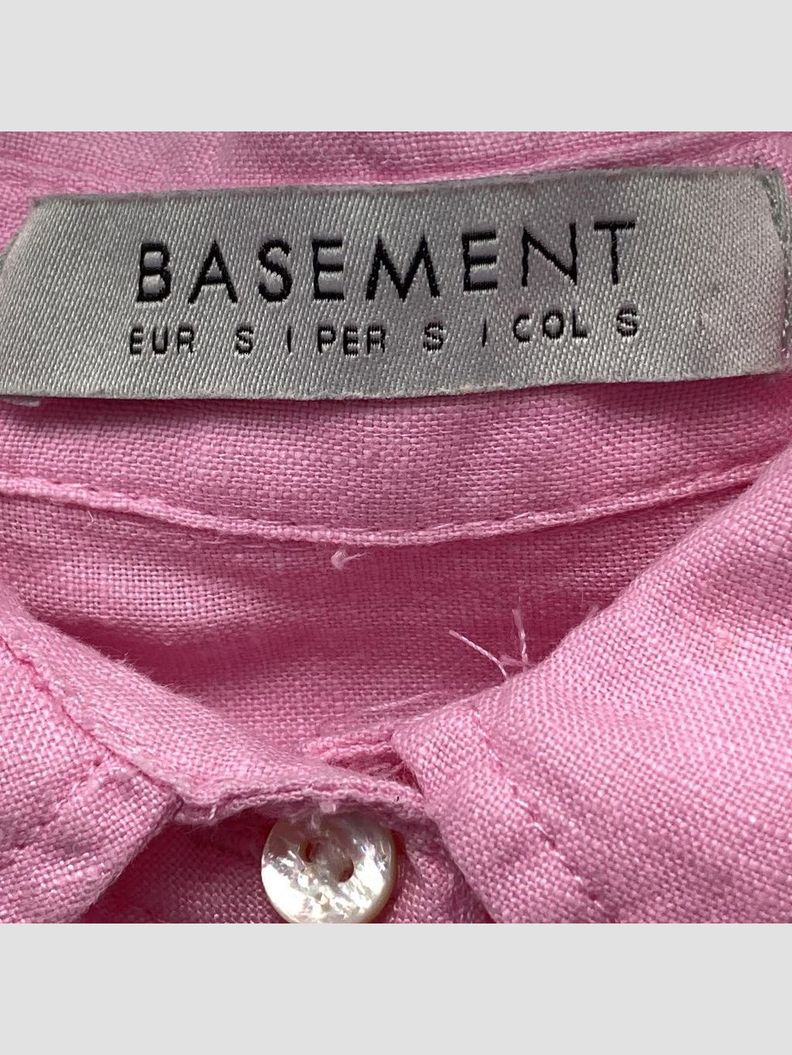 BASEMENT
EUR S | PER S | COL S